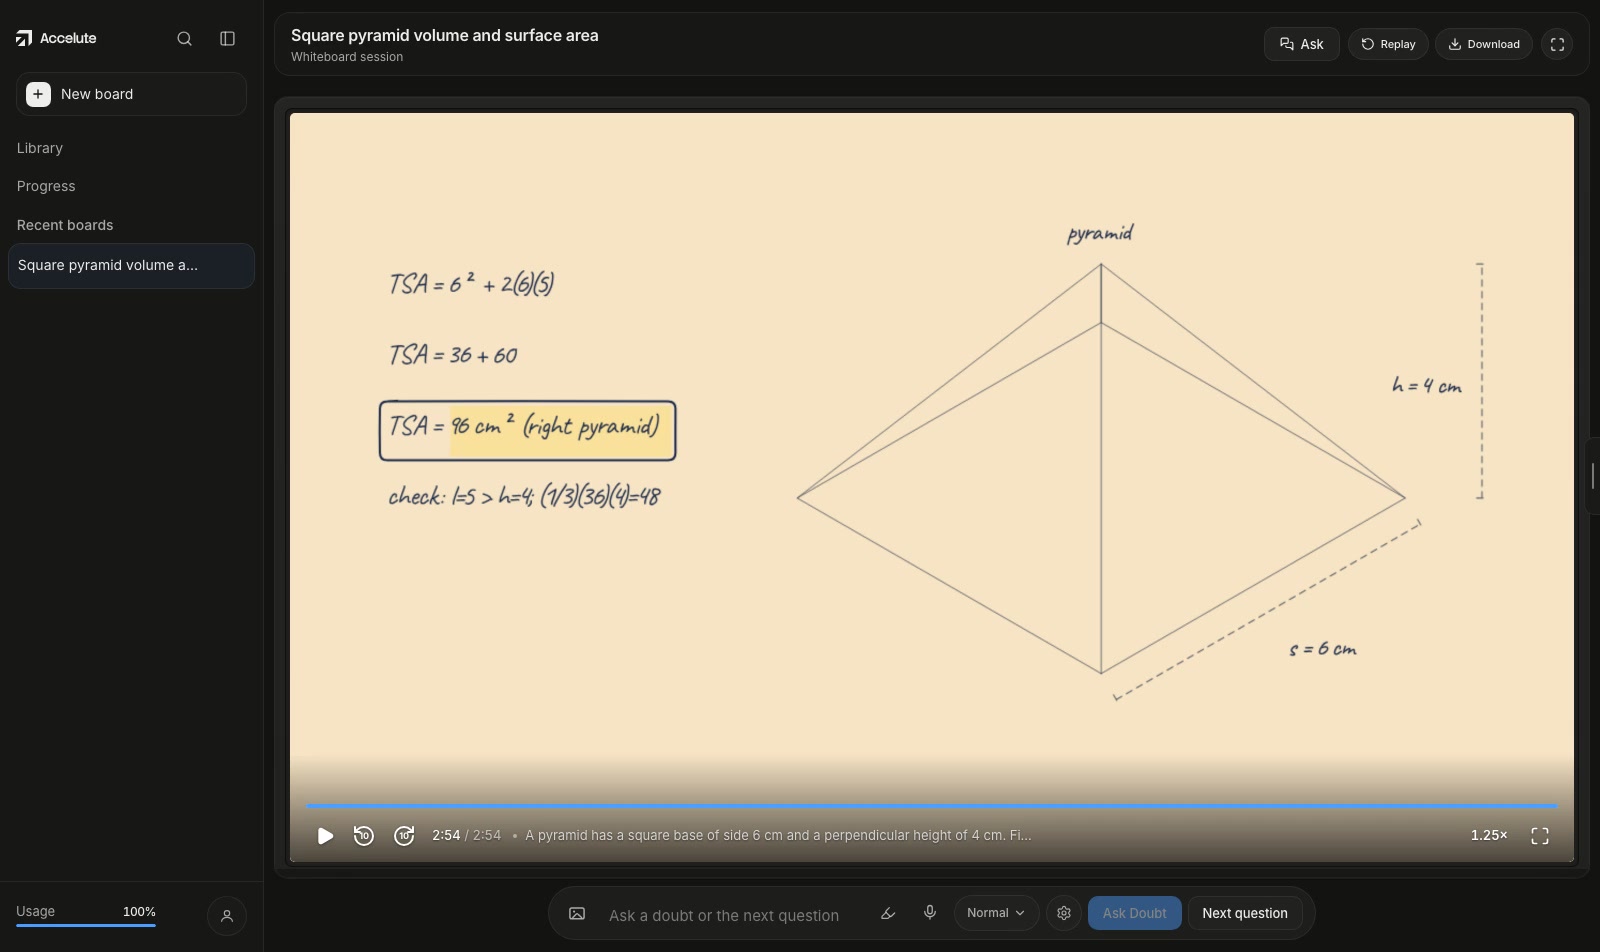 Accelute
New board
Library
Progress
Recent boards
Square pyramid volume a...
Usage 100%
Square pyramid volume and surface area
Whiteboard session
Ask
Replay
Download
TSA = 6² + 2(6)(5)
TSA = 36 + 60
TSA = 96 cm² (right pyramid)
check: l=5 > h=4; (1/3)(36)(4)=48
pyramid
h = 4 cm
s = 6 cm
10
10
2:54 / 2:54 • A pyramid has a square base of side 6 cm and a perpendicular height of 4 cm. Fi...
1.25×
Ask a doubt or the next question
Normal
Ask Doubt
Next question